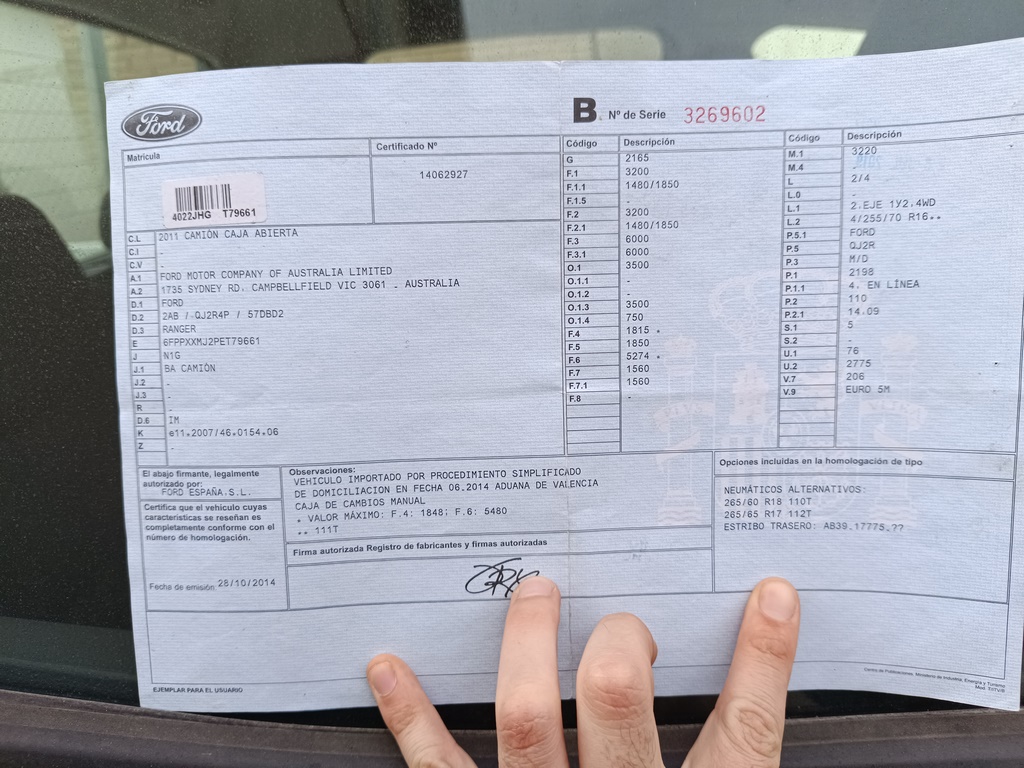 Ford
B. Nº de Serie 3269602
Matrícula
Certificado Nº
14062927
4022JHG T79661
C.L 2011 CAMIÓN CAJA ABIERTA
C.I -
C.V -
A.1 FORD MOTOR COMPANY OF AUSTRALIA LIMITED
A.2 1735 SYDNEY RD. CAMPBELLFIELD VIC 3061 - AUSTRALIA
D.1 FORD
D.2 2AB / QJ2R4P / 57DBD2
D.3 RANGER
E 6FPPXXMJ2PET79661
J N1G
J.1 BA CAMIÓN
J.2 -
J.3 -
R -
D.6 IM
K e11.2007/46.0154.06
Z -
Código Descripción
G 2165
F.1 3200
F.1.1 1480/1850
F.1.5 -
F.2 3200
F.2.1 1480/1850
F.3 6000
F.3.1 6000
O.1 3500
O.1.1 -
O.1.2 -
O.1.3 3500
O.1.4 750
F.4 1815 *
F.5 1850
F.6 5274 *
F.7 1560
F.7.1 1560
F.8 -
Código Descripción
M.1 3220
M.4 -
L 2/4
L.0 -
L.1 2.EJE 1Y2.4WD
L.2 4/255/70 R16**
P.5.1 FORD
P.5 QJ2R
P.3 M/D
P.1 2198
P.1.1 4. EN LÍNEA
P.2 110
P.2.1 14.09
S.1 5
S.2 -
U.1 76
U.2 2775
V.7 206
V.9 EURO 5M
El abajo firmante, legalmente
autorizado por:
FORD ESPAÑA.S.L.
Certifica que el vehículo cuyas
características se reseñan es
completamente conforme con el
número de homologación.
Fecha de emisión: 28/10/2014
Observaciones:
VEHICULO IMPORTADO POR PROCEDIMIENTO SIMPLIFICADO
DE DOMICILIACION EN FECHA 06.2014 ADUANA DE VALENCIA
CAJA DE CAMBIOS MANUAL
* VALOR MÁXIMO: F.4: 1848; F.6: 5480
** 111T
Firma autorizada Registro de fabricantes y firmas autorizadas
Opciones incluidas en la homologación de tipo
NEUMÁTICOS ALTERNATIVOS:
265/60 R18 110T
265/65 R17 112T
ESTRIBO TRASERO: AB39.17775.??
EJEMPLAR PARA EL USUARIO
Centro de Publicaciones, Ministerio de Industria, Energía y Turismo